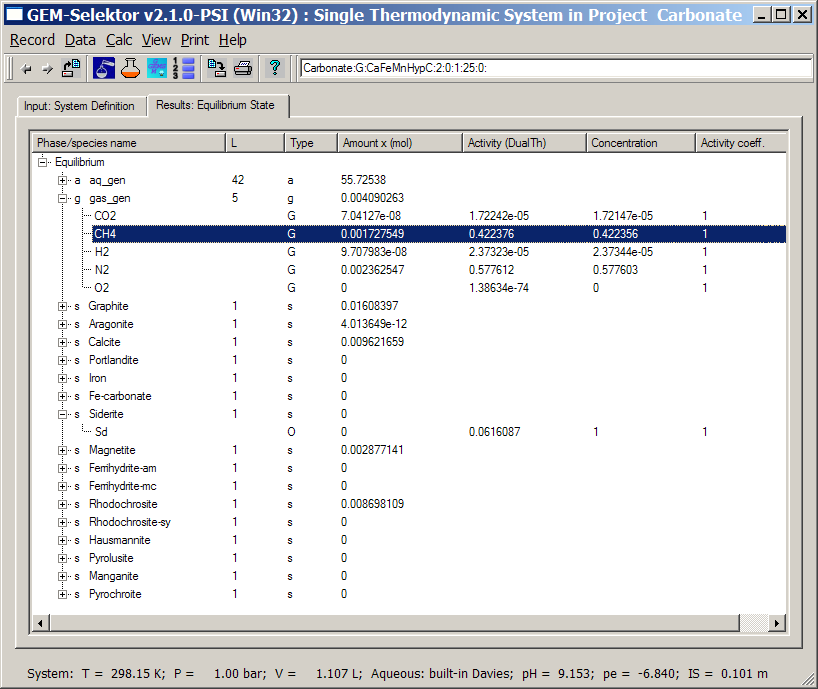 GEM-Selektor v2.1.0-PSI (Win32) : Single Thermodynamic System in Project  Carbonate
Record Data Calc View Print Help
1 2 3 ? Carbonate:G:CaFeMnHypC:2:0:1:25:0:
Input: System Definition Results: Equilibrium State
Phase/species name L Type Amount x (mol) Activity (DualTh) Concentration Activity coeff.
Equilibrium
a aq_gen 42 a 55.72538
g gas_gen 5 g 0.004090263
CO2 G 7.04127e-08 1.72242e-05 1.72147e-05 1
CH4 G 0.001727549 0.422376 0.422356 1
H2 G 9.707983e-08 2.37323e-05 2.37344e-05 1
N2 G 0.002362547 0.577612 0.577603 1
O2 G 0 1.38634e-74 0 1
s Graphite 1 s 0.01608397
s Aragonite 1 s 4.013649e-12
s Calcite 1 s 0.009621659
s Portlandite 1 s 0
s Iron 1 s 0
s Fe-carbonate 1 s 0
s Siderite 1 s 0
Sd O 0 0.0616087 1 1
s Magnetite 1 s 0.002877141
s Ferrihydrite-am 1 s 0
s Ferrihydrite-mc 1 s 0
s Rhodochrosite 1 s 0.008698109
s Rhodochrosite-sy 1 s 0
s Hausmannite 1 s 0
s Pyrolusite 1 s 0
s Manganite 1 s 0
s Pyrochroite 1 s 0
System: T = 298.15 K; P = 1.00 bar; V = 1.107 L; Aqueous: built-in Davies; pH = 9.153; pe = -6.840; IS = 0.101 m